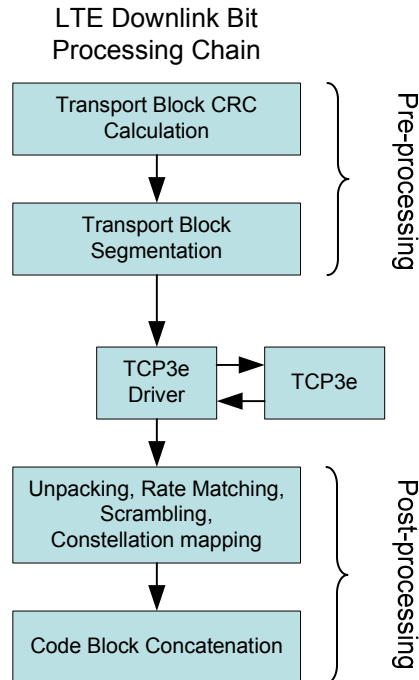 LTE Downlink Bit
Processing Chain
Transport Block CRC
Calculation
Pre-processing
Transport Block
Segmentation
TCP3e
Driver
TCP3e
Unpacking, Rate Matching,
Scrambling,
Constellation mapping
Post-processing
Code Block Concatenation